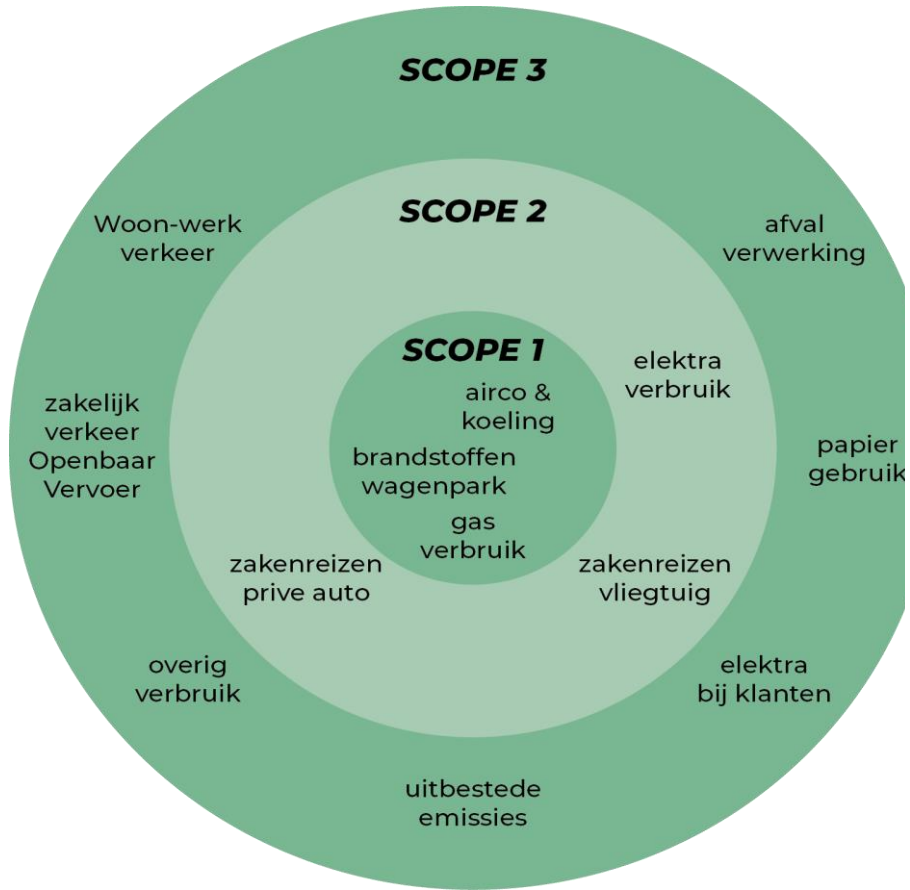 SCOPE 3
SCOPE 2
Woon-werk
verkeer
afval
verwerking
SCOPE 1
elektra
verbruik
airco &
koeling
zakelijk
verkeer
Openbaar
Vervoer
brandstoffen
wagenpark
papier
gebruik
gas
verbruik
zakenreizen
prive auto
zakenreizen
vliegtuig
overig
verbruik
elektra
bij klanten
uitbestede
emissies